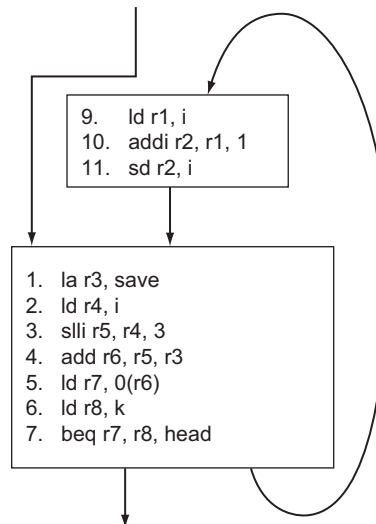 9. ld r1, i
10. addi r2, r1, 1
11. sd r2, i
1. la r3, save
2. ld r4, i
3. slli r5, r4, 3
4. add r6, r5, r3
5. ld r7, 0(r6)
6. ld r8, k
7. beq r7, r8, head